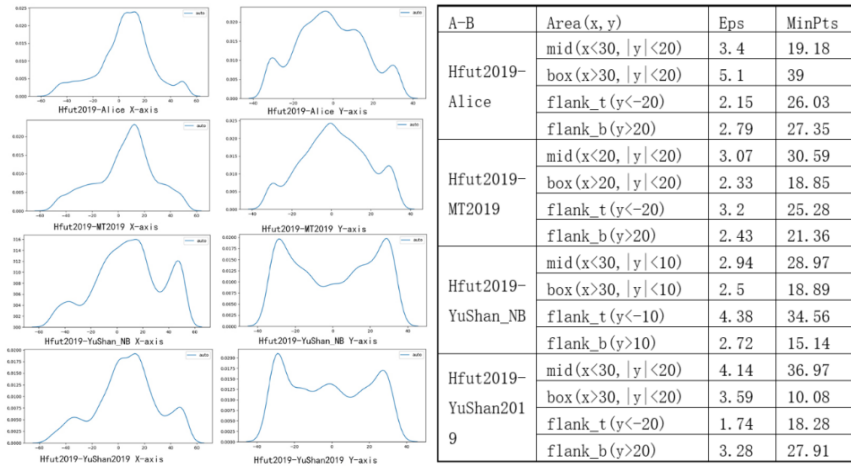 auto
Hfut2019-Alice X-axis
auto
Hfut2019-Alice Y-axis
auto
Hfut2019-MT2019 X-axis
auto
Hfut2019-MT2019 Y-axis
auto
Hfut2019-YuShan_NB X-axis
auto
Hfut2019-YuShan_NB Y-axis
auto
Hfut2019-YuShan2019 X-axis
auto
Hfut2019-YuShan2019 Y-axis
A-B Area(x,y) Eps MinPts
Hfut2019-
Alice
mid(x<30,|y|<20) 3.4 19.18
box(x>30,|y|<20) 5.1 39
flank_t(y<-20) 2.15 26.03
flank_b(y>20) 2.79 27.35
Hfut2019-
MT2019
mid(x<20,|y|<20) 3.07 30.59
box(x>20,|y|<20) 2.33 18.85
flank_t(y<-20) 3.2 25.28
flank_b(y>20) 2.43 21.36
Hfut2019-
YuShan_NB
mid(x<30,|y|<10) 2.94 28.97
box(x>30,|y|<10) 2.5 18.89
flank_t(y<-10) 4.38 34.56
flank_b(y>10) 2.72 15.14
Hfut2019-
YuShan201
9
mid(x<30,|y|<20) 4.14 36.97
box(x>30,|y|<20) 3.59 10.08
flank_t(y<-20) 1.74 18.28
flank_b(y>20) 3.28 27.91